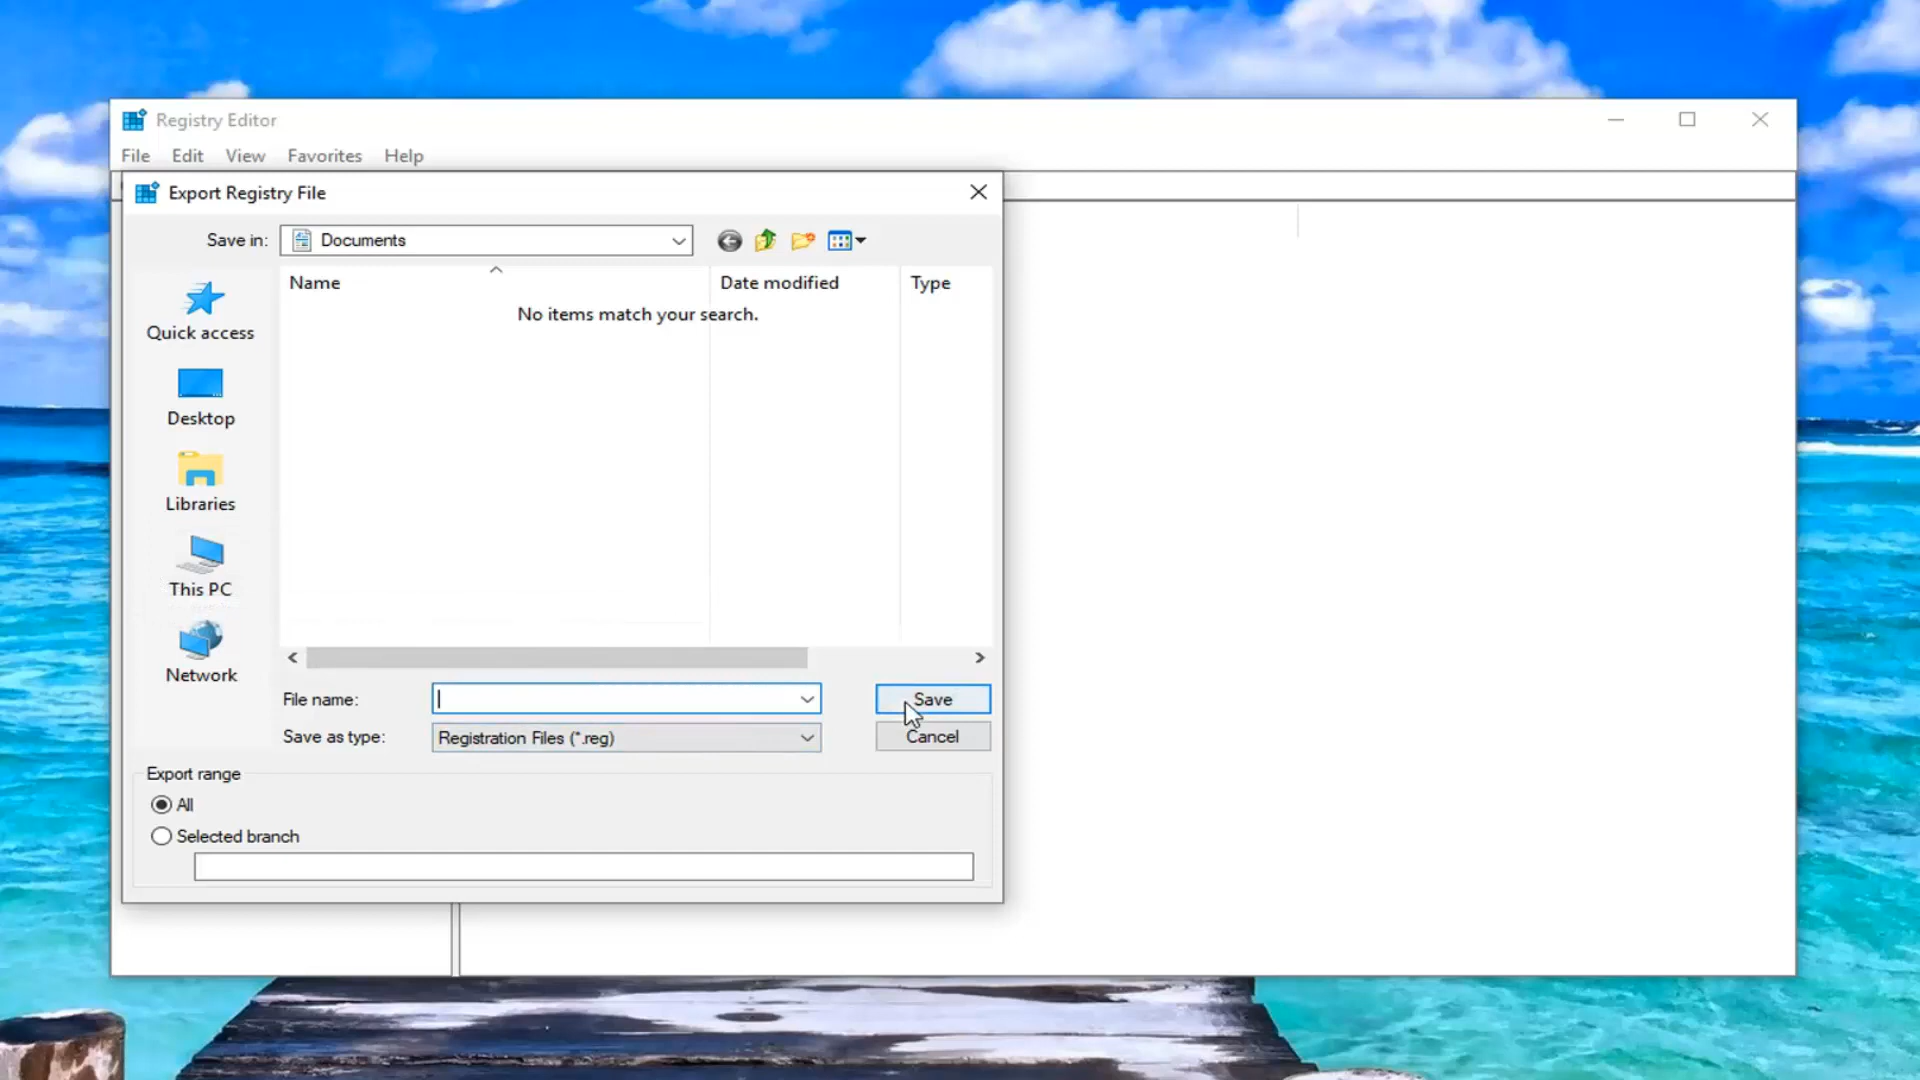 Registry Editor
File Edit View Favorites Help
Export Registry File
Save in: Documents
Name Date modified Type
No items match your search.
Quick access
Desktop
Libraries
This PC
Network
File name: Save
Save as type: Registration Files (*.reg) Cancel
Export range
All
Selected branch